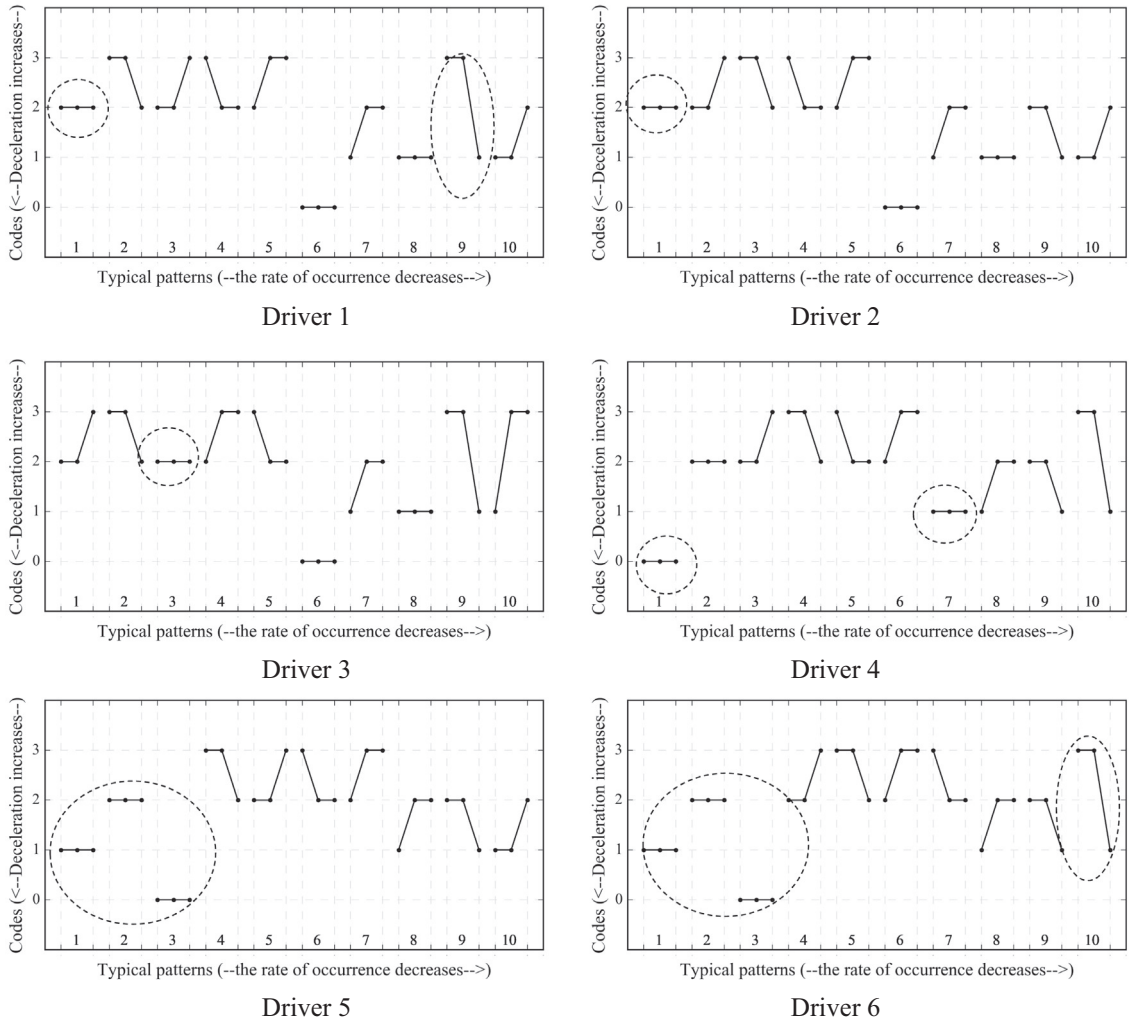 3
2
1
0
1 2 3 4 5 6 7 8 9 10
Codes (<--Deceleration increases--)
Typical patterns (--the rate of occurrence decreases-->)
Driver 1
3
2
1
0
1 2 3 4 5 6 7 8 9 10
Codes (<--Deceleration increases--)
Typical patterns (--the rate of occurrence decreases-->)
Driver 2
3
2
1
0
1 2 3 4 5 6 7 8 9 10
Codes (<--Deceleration increases--)
Typical patterns (--the rate of occurrence decreases-->)
Driver 3
3
2
1
0
1 2 3 4 5 6 7 8 9 10
Codes (<--Deceleration increases--)
Typical patterns (--the rate of occurrence decreases-->)
Driver 4
3
2
1
0
1 2 3 4 5 6 7 8 9 10
Codes (<--Deceleration increases--)
Typical patterns (--the rate of occurrence decreases-->)
Driver 5
3
2
1
0
1 2 3 4 5 6 7 8 9 10
Codes (<--Deceleration increases--)
Typical patterns (--the rate of occurrence decreases-->)
Driver 6